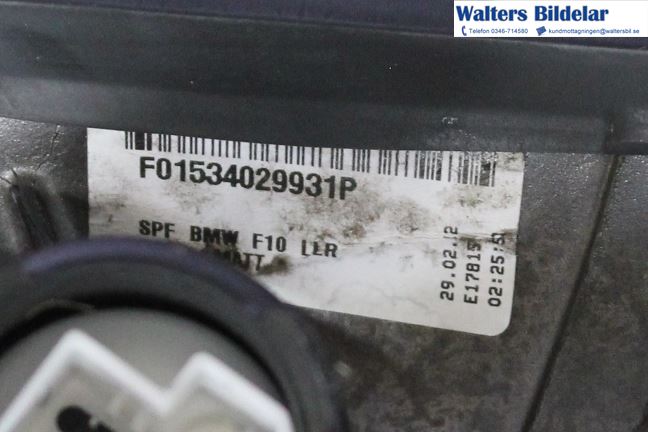 Walters Bildelar
Telefon 0346-714580 kundmottagningen@waltersbil.se
F01534029931P
SPF BMW F10 LLR
MATT
29.02.12
E17815
02:25:51